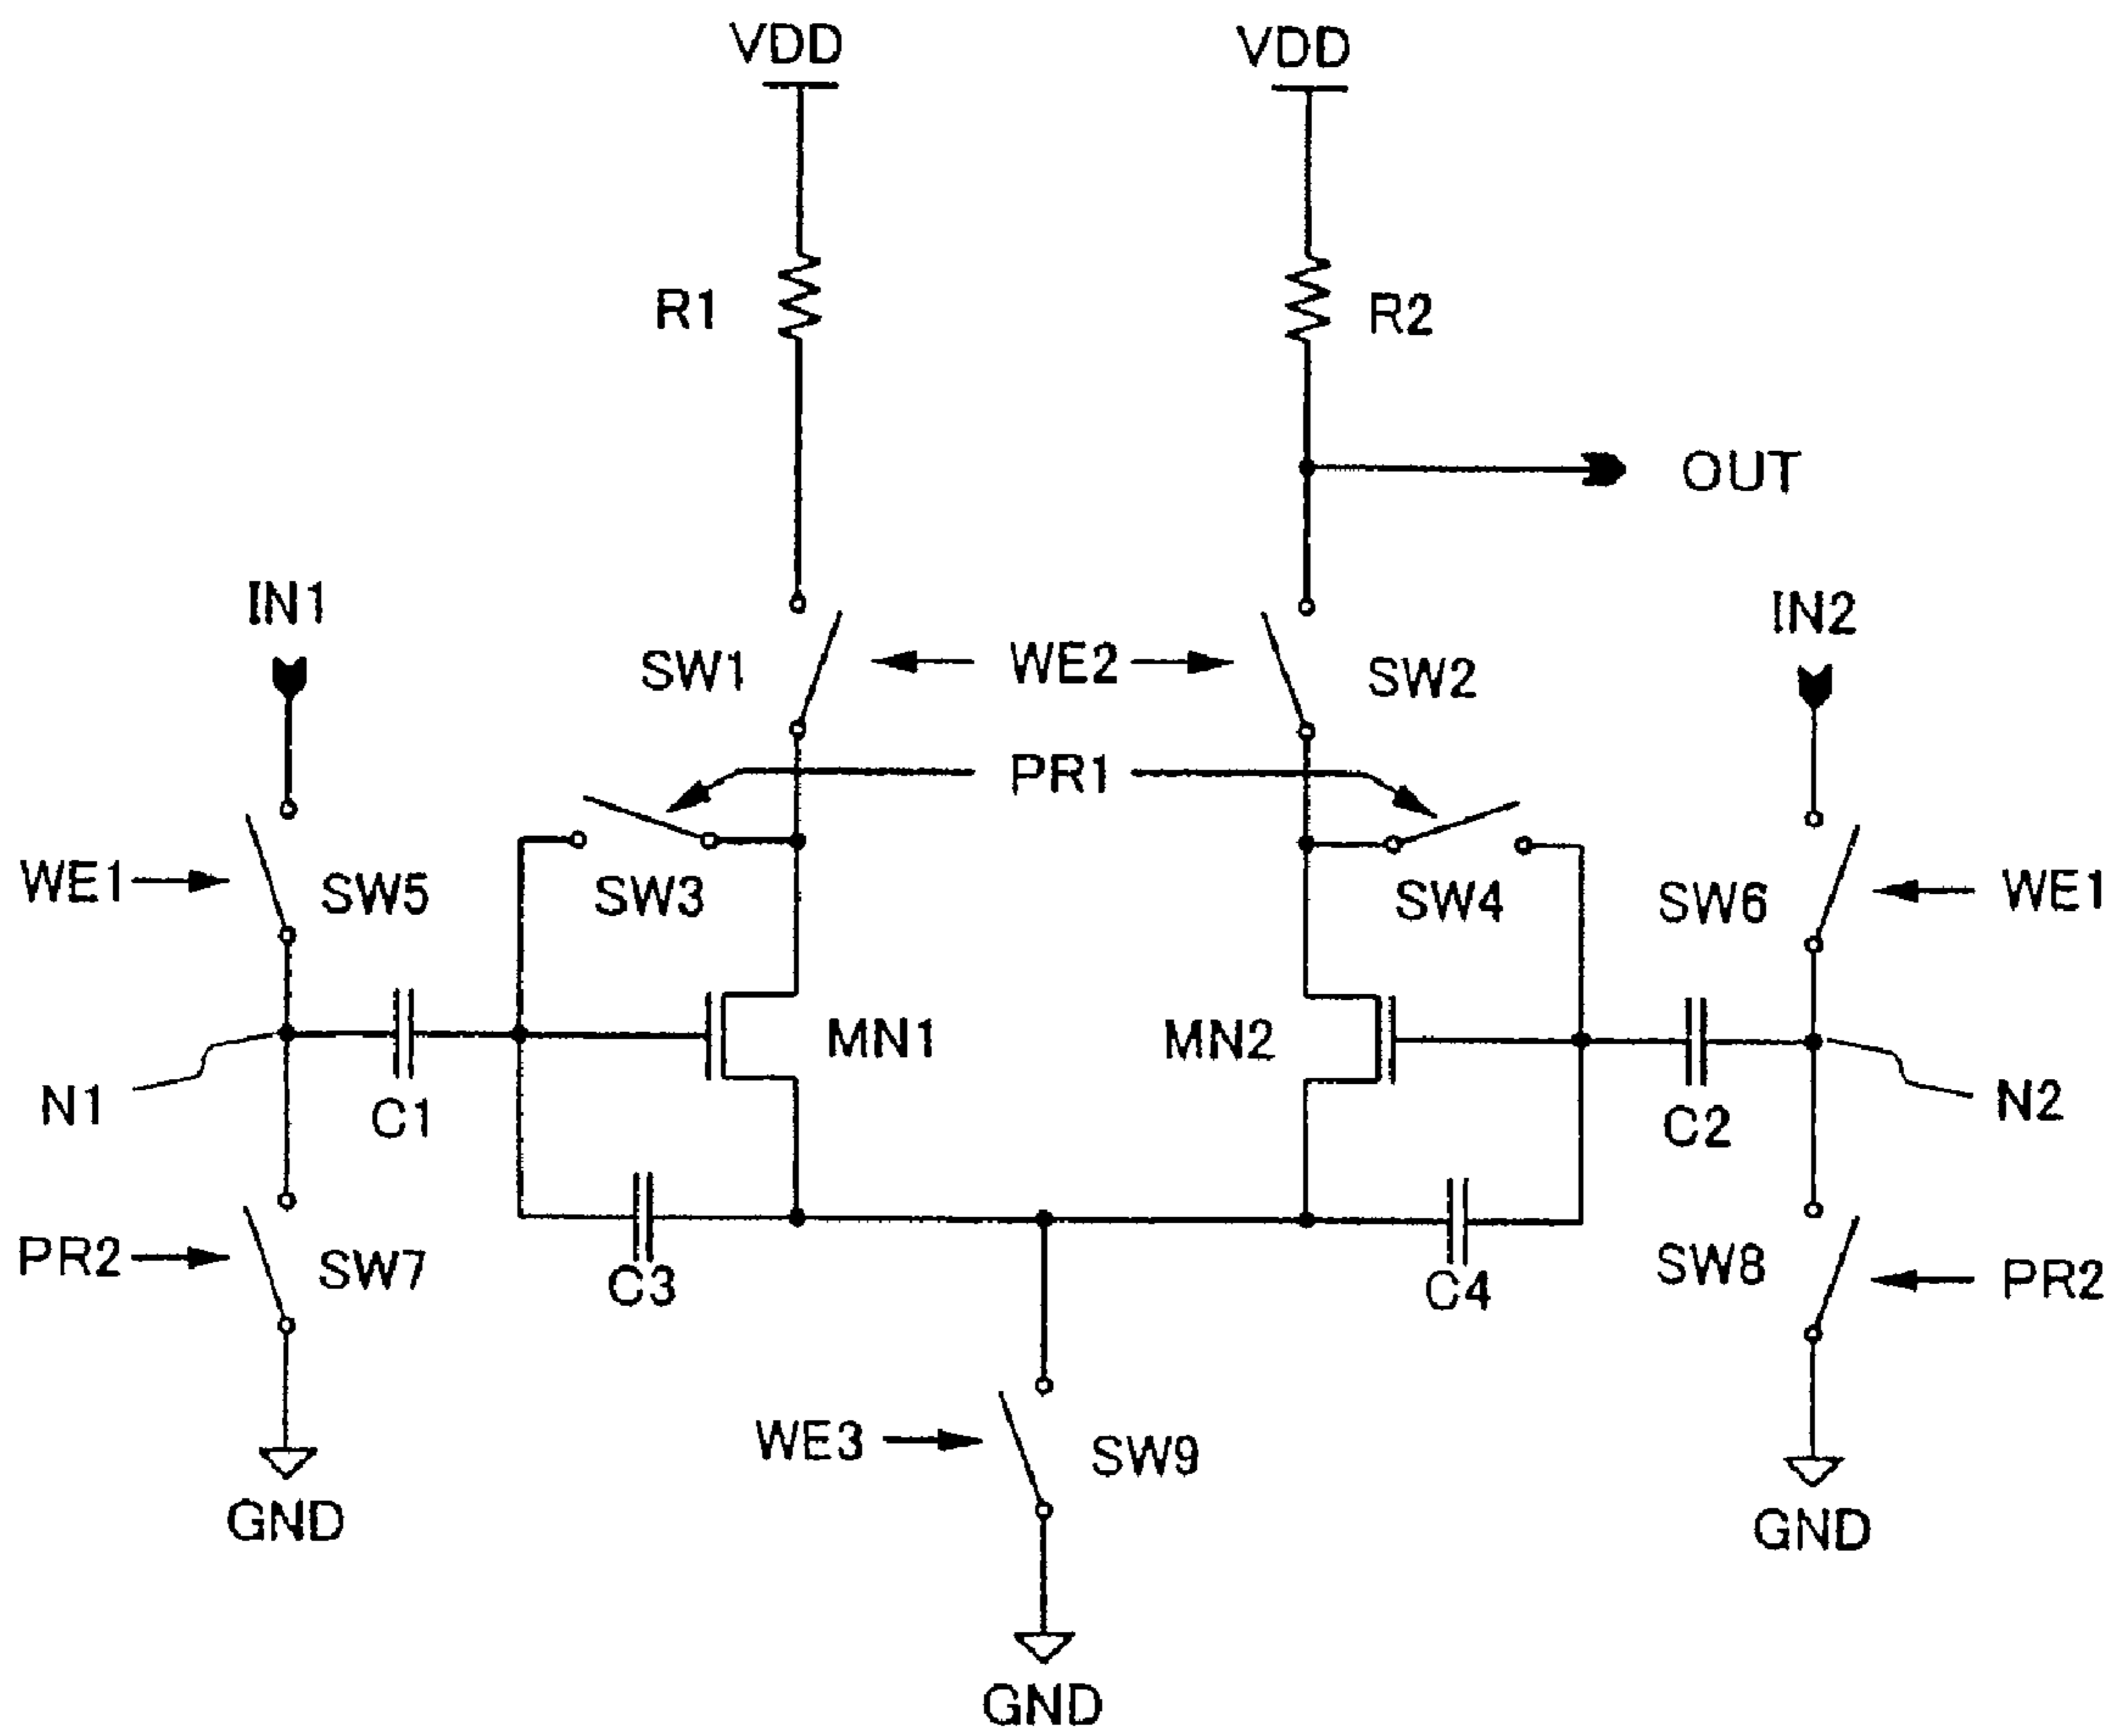 VDD
VDD
R1
R2
OUT
IN1
IN2
SW1
WE2
SW2
PR1
WE1
SW5
SW3
SW4
SW6
WE1
MN1
MN2
N1
C1
C2
N2
PR2
SW7
C3
C4
SW8
PR2
WE3
SW9
GND
GND
GND